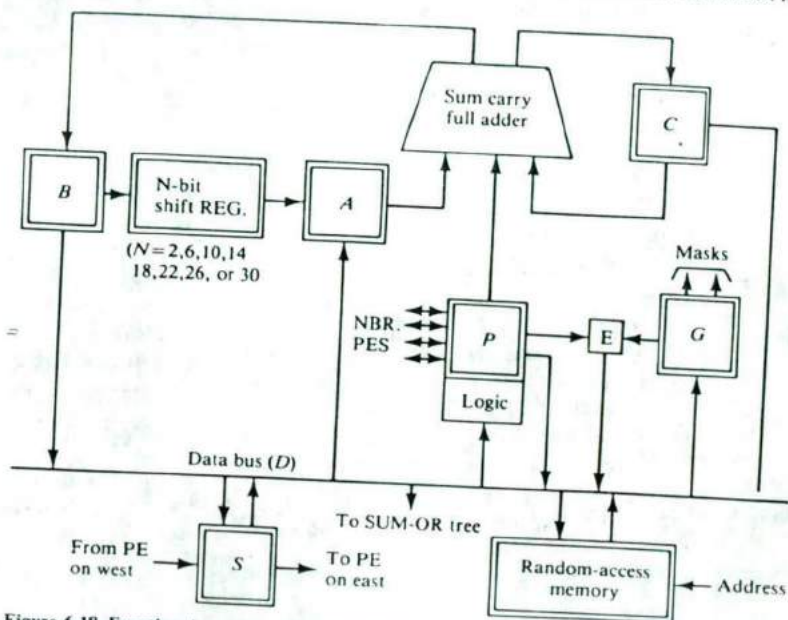 Sum carry
full adder
C
B
N-bit
shift REG.
A
(N=2,6,10,14
18,22,26, or 30
Masks
NBR.
PES
P
E
G
Logic
Data bus (D)
To SUM-OR tree
From PE
on west
S
To PE
on east
Random-access
memory
Address